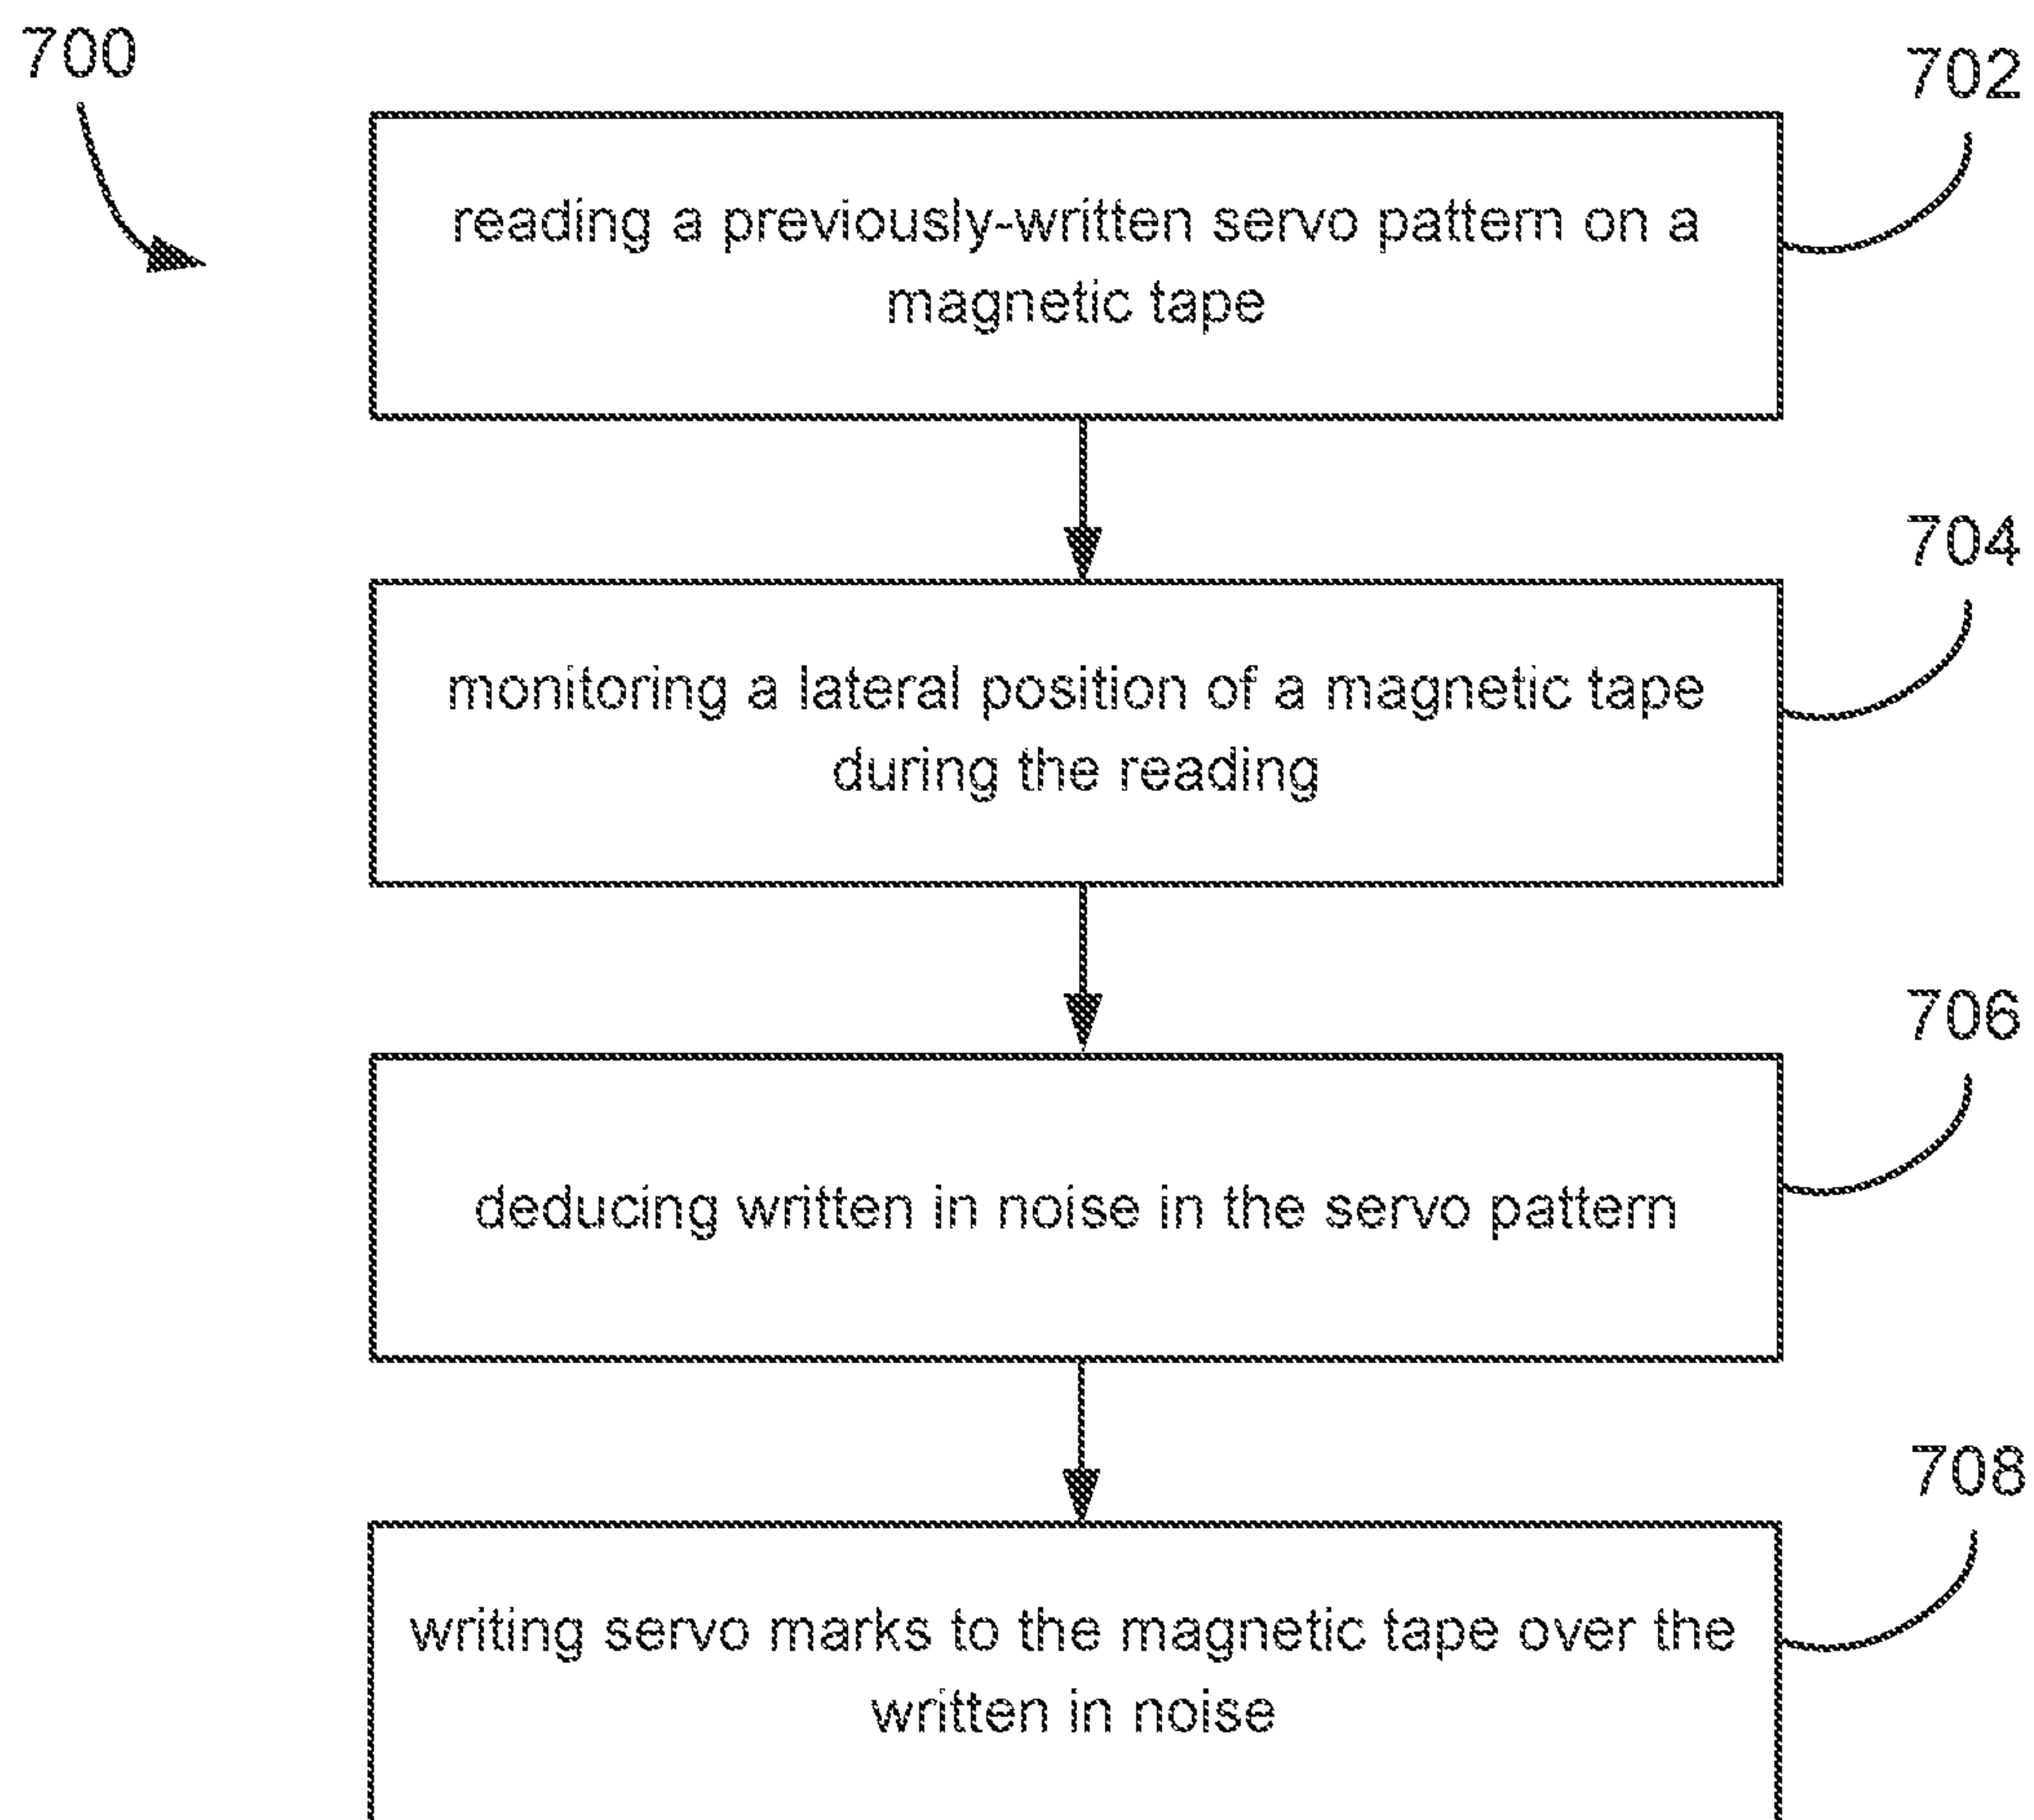 700
702
reading a previously-written servo pattern on a
magnetic tape
704
monitoring a lateral position of a magnetic tape
during the reading
706
deducing written in noise in the servo pattern
708
writing servo marks to the magnetic tape over the
written in noise